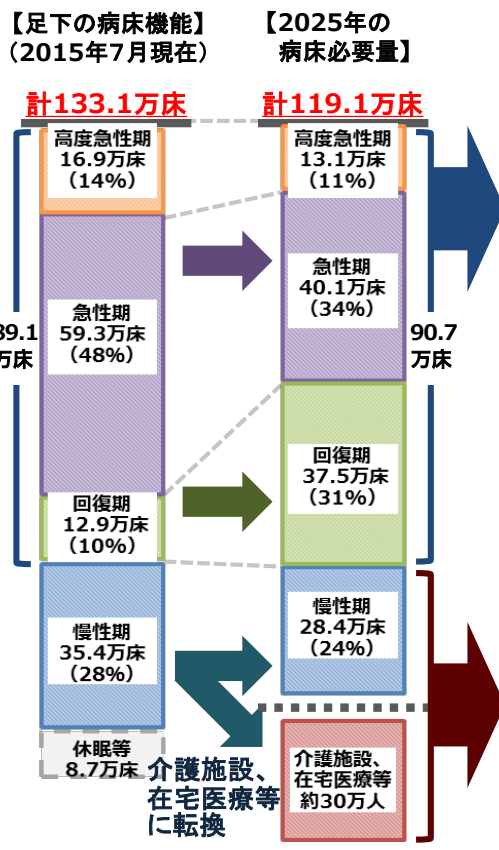 【足下の病床機能】
（2015年7月現在）
計133.1万床
高度急性期
16.9万床
（14%）
急性期
59.3万床
（48%）
回復期
12.9万床
（10%）
慢性期
35.4万床
（28%）
休眠等
8.7万床
万床
【2025年の
病床必要量】
計119.1万床
高度急性期
13.1万床
（11%）
急性期
40.1万床
（34%）
回復期
37.5万床
（31%）
慢性期
28.4万床
（24%）
90.7
万床
介護施設、
在宅医療等
に転換
介護施設、
在宅医療等
約30万人